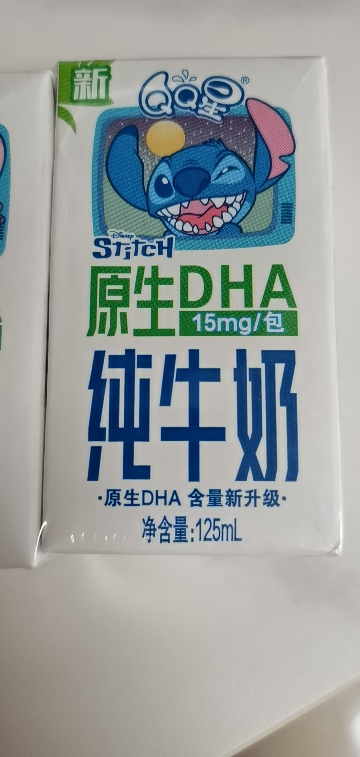 新
QQ星®
Disney
Stitch
原生DHA
15mg/包
纯牛奶
·原生DHA 含量新升级·
净含量:125mL